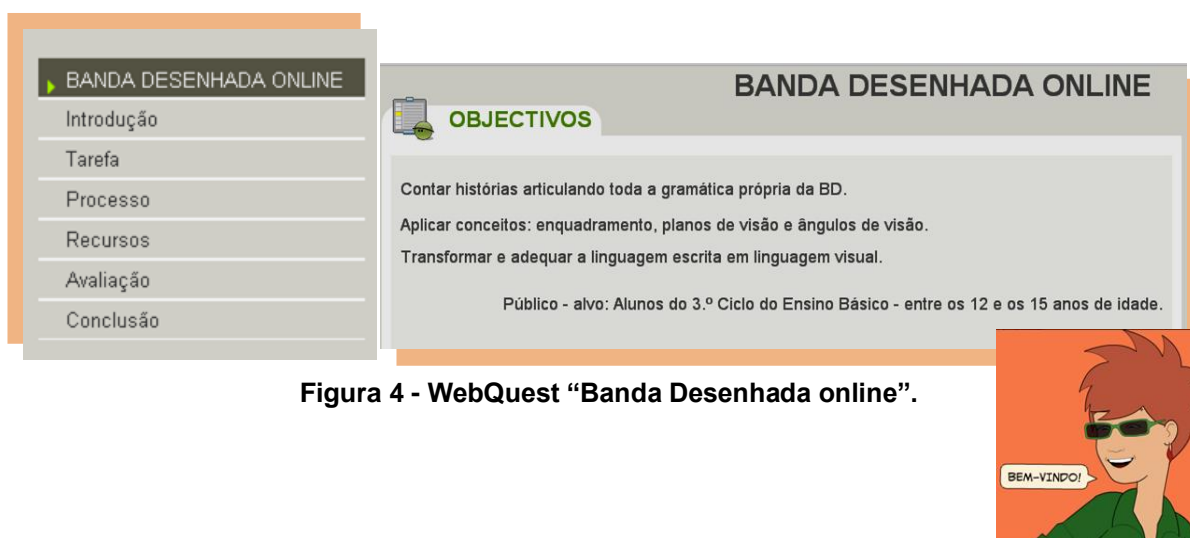 BANDA DESENHADA ONLINE
Introdução
Tarefa
Processo
Recursos
Avaliação
Conclusão
BANDA DESENHADA ONLINE
OBJECTIVOS
Contar histórias articulando toda a gramática própria da BD.
Aplicar conceitos: enquadramento, planos de visão e ângulos de visão.
Transformar e adequar a linguagem escrita em linguagem visual.
Público - alvo: Alunos do 3.º Ciclo do Ensino Básico - entre os 12 e os 15 anos de idade.
Figura 4 - WebQuest “Banda Desenhada online”.
BEM-VINDO!